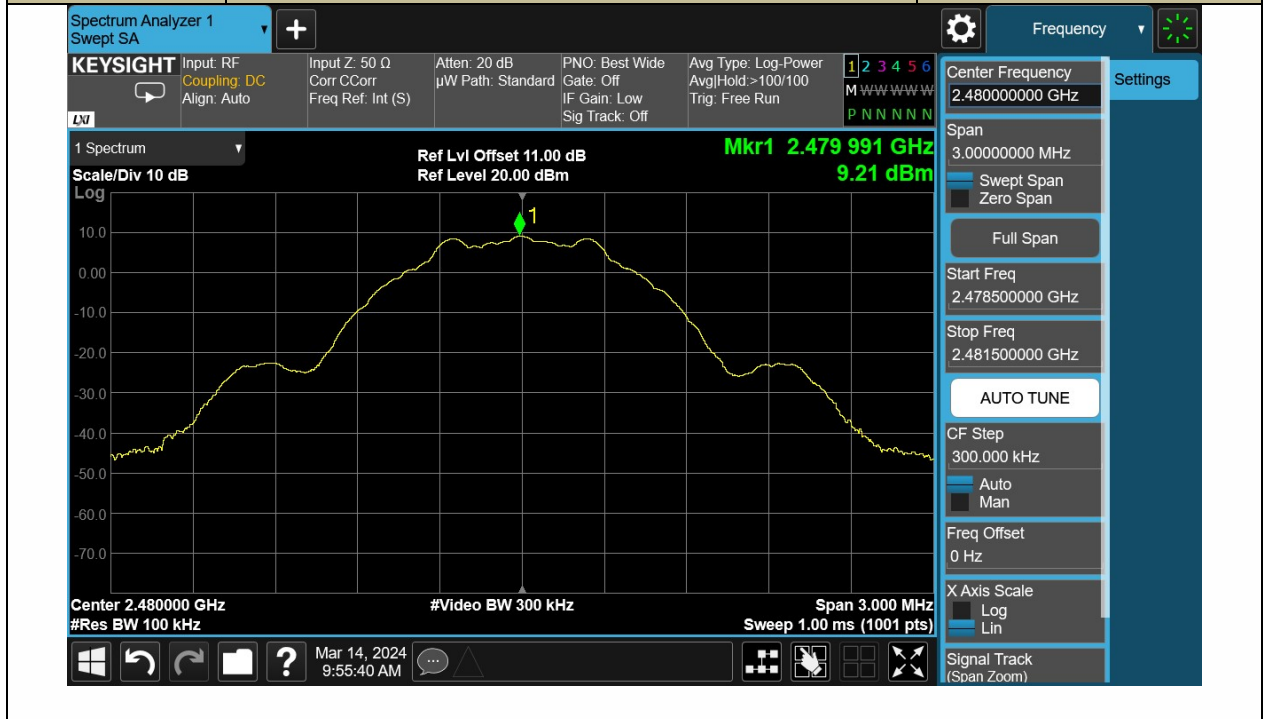 Spectrum Analyzer 1
Swept SA
Frequency
KEYSIGHT
LXI
Input: RF
Coupling: DC
Align: Auto
Input Z: 50 Ω
Corr CCorr
Freq Ref: Int (S)
Atten: 20 dB
µW Path: Standard
PNO: Best Wide
Gate: Off
IF Gain: Low
Sig Track: Off
Avg Type: Log-Power
Avg|Hold:>100/100
Trig: Free Run
1 2 3 4 5 6
M W W W W W
P N N N N N
1 Spectrum
Scale/Div 10 dB
Log
Ref Lvl Offset 11.00 dB
Ref Level 20.00 dBm
Mkr1 2.479 991 GHz
9.21 dBm
1
10.0
0.00
-10.0
-20.0
-30.0
-40.0
-50.0
-60.0
-70.0
Center 2.480000 GHz
#Res BW 100 kHz
#Video BW 300 kHz
Span 3.000 MHz
Sweep 1.00 ms (1001 pts)
Center Frequency
2.480000000 GHz
Span
3.00000000 MHz
Swept Span
Zero Span
Full Span
Start Freq
2.478500000 GHz
Stop Freq
2.481500000 GHz
AUTO TUNE
CF Step
300.000 kHz
Auto
Man
Freq Offset
0 Hz
X Axis Scale
Log
Lin
Signal Track
(Span Zoom)
Settings
?
Mar 14, 2024
9:55:40 AM